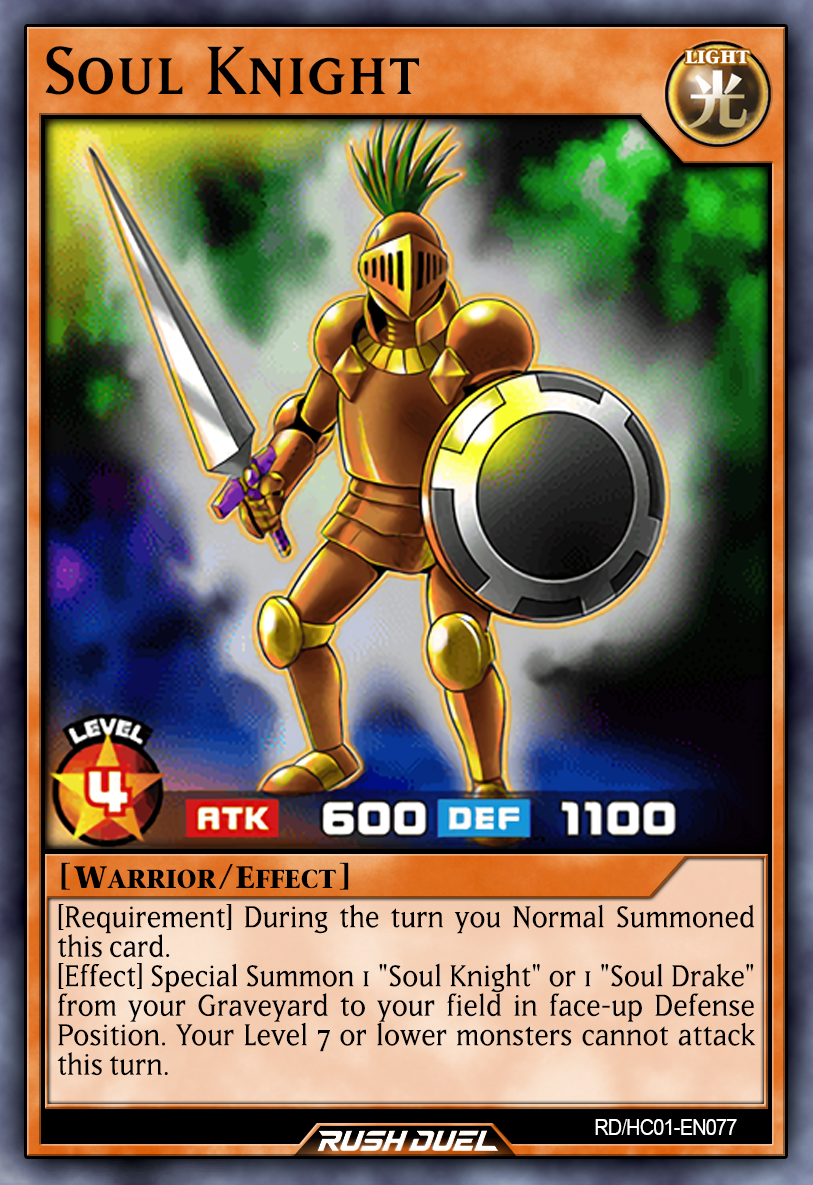 Soul Knight
LIGHT
光
LEVEL
4
ATK 600 DEF 1100
[Warrior/Effect]
[Requirement] During the turn you Normal Summoned
this card.
[Effect] Special Summon 1 "Soul Knight" or 1 "Soul Drake"
from your Graveyard to your field in face-up Defense
Position. Your Level 7 or lower monsters cannot attack
this turn.
RD/HC01-EN077
RUSH DUEL